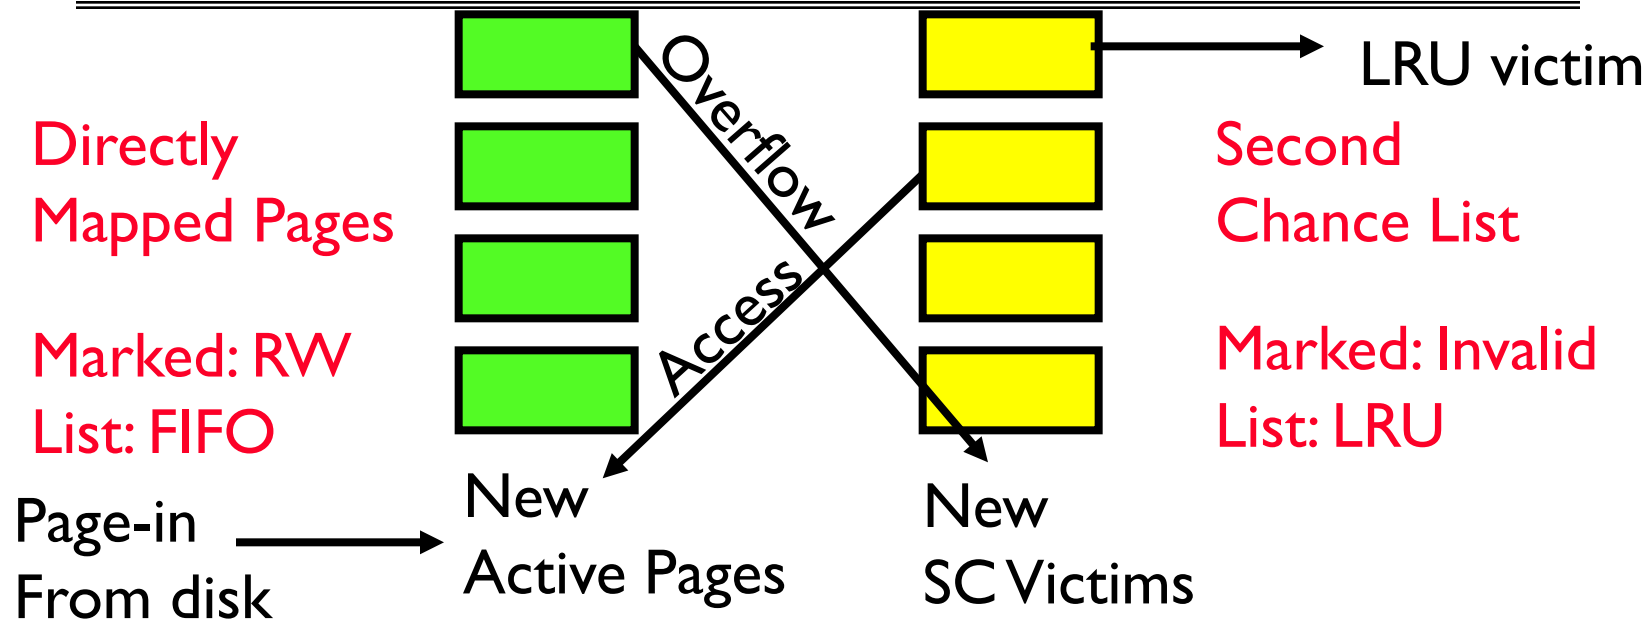 Overflow
LRU victim
Directly
Mapped Pages
Second
Chance List
Access
Marked: RW
List: FIFO
Marked: Invalid
List: LRU
Page-in
From disk
New
Active Pages
New
SC Victims